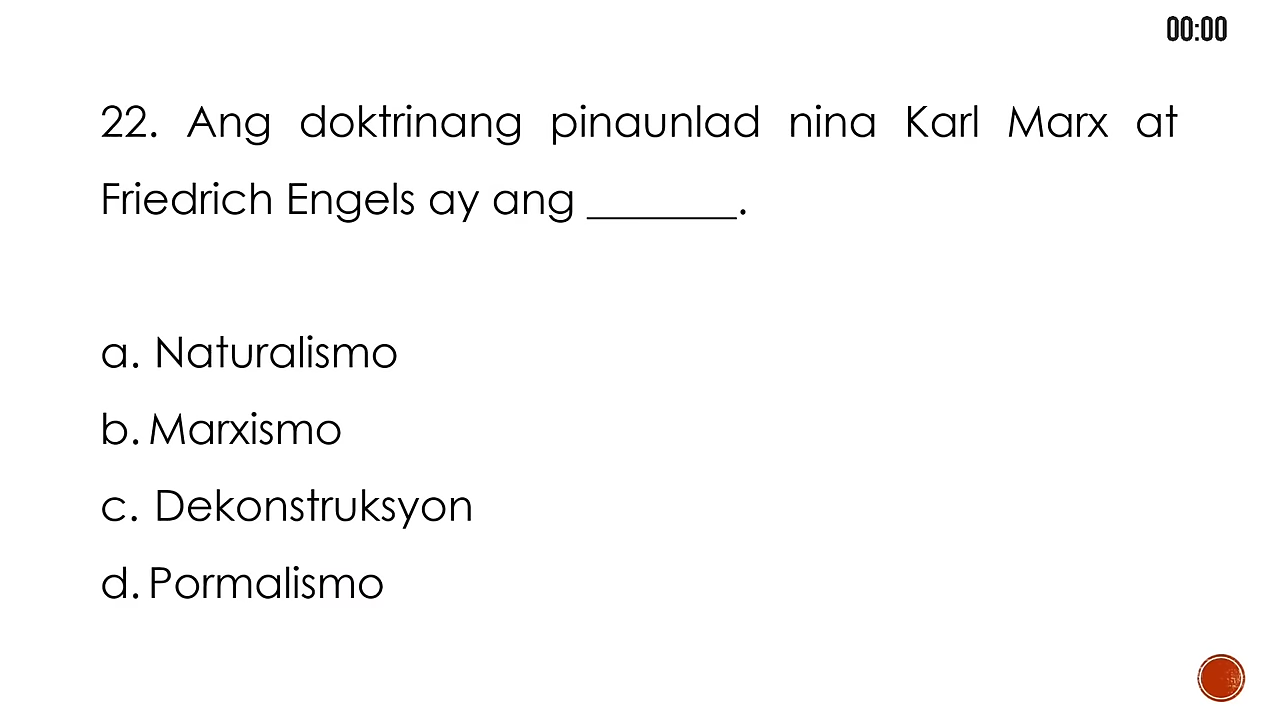 00:00
22. Ang doktrinang pinaunlad nina Karl Marx at
Friedrich Engels ay ang _______.
a. Naturalismo
b. Marxismo
c. Dekonstruksyon
d. Pormalismo